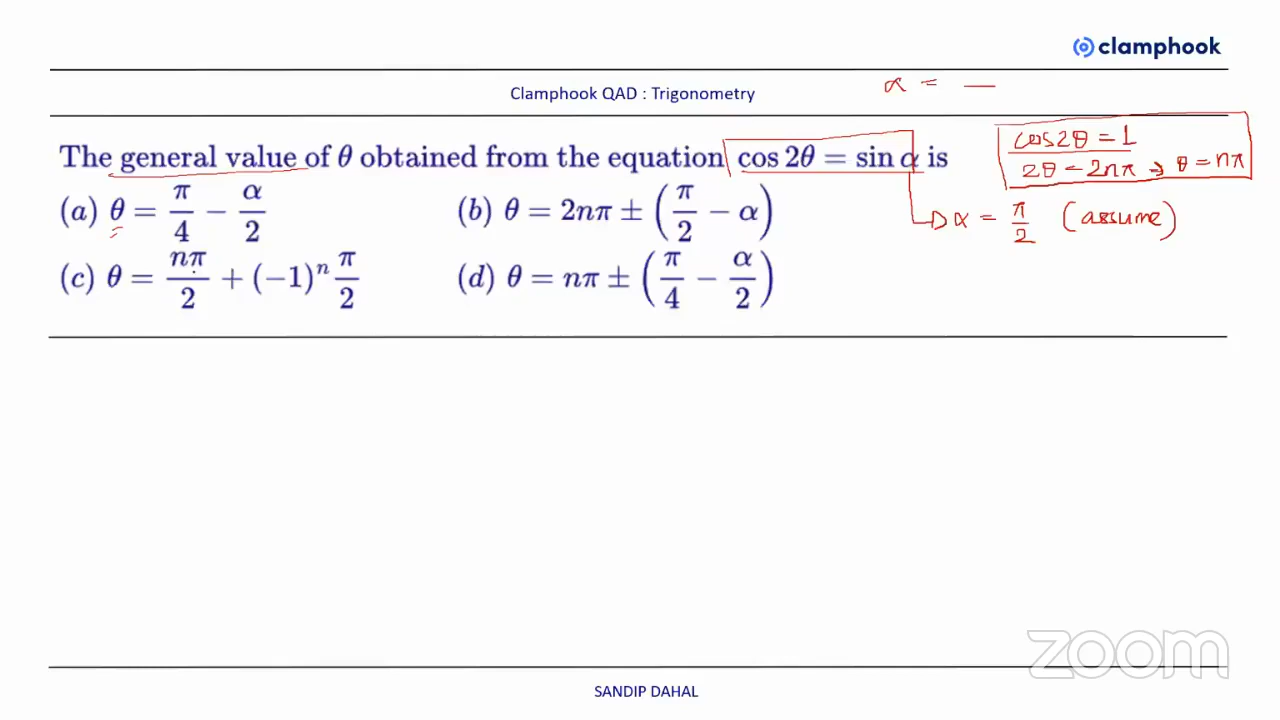 clamphook
Clamphook QAD : Trigonometry
α = —
The general value of θ obtained from the equation cos 2θ = sin α is
cos2θ = 1
2θ = 2nπ → θ = nπ
(a) θ = π/4 − α/2
(b) θ = 2nπ ± (π/2 − α)
α = π/2 (assume)
(c) θ = nπ/2 + (−1)ⁿ π/2
(d) θ = nπ ± (π/4 − α/2)
zoom
SANDIP DAHAL